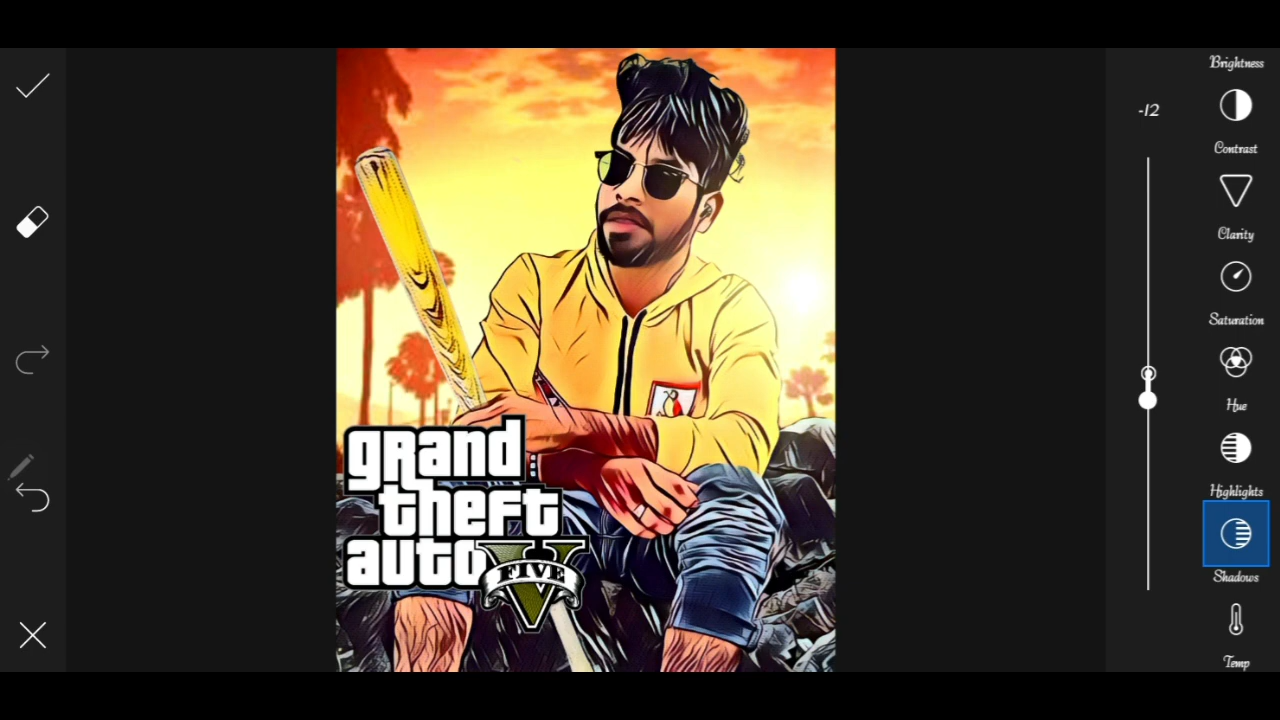 Brightness
-12
Contrast
Clarity
Saturation
Hue
Highlights
Shadows
Temp
grand
theft
auto
V
FIVE